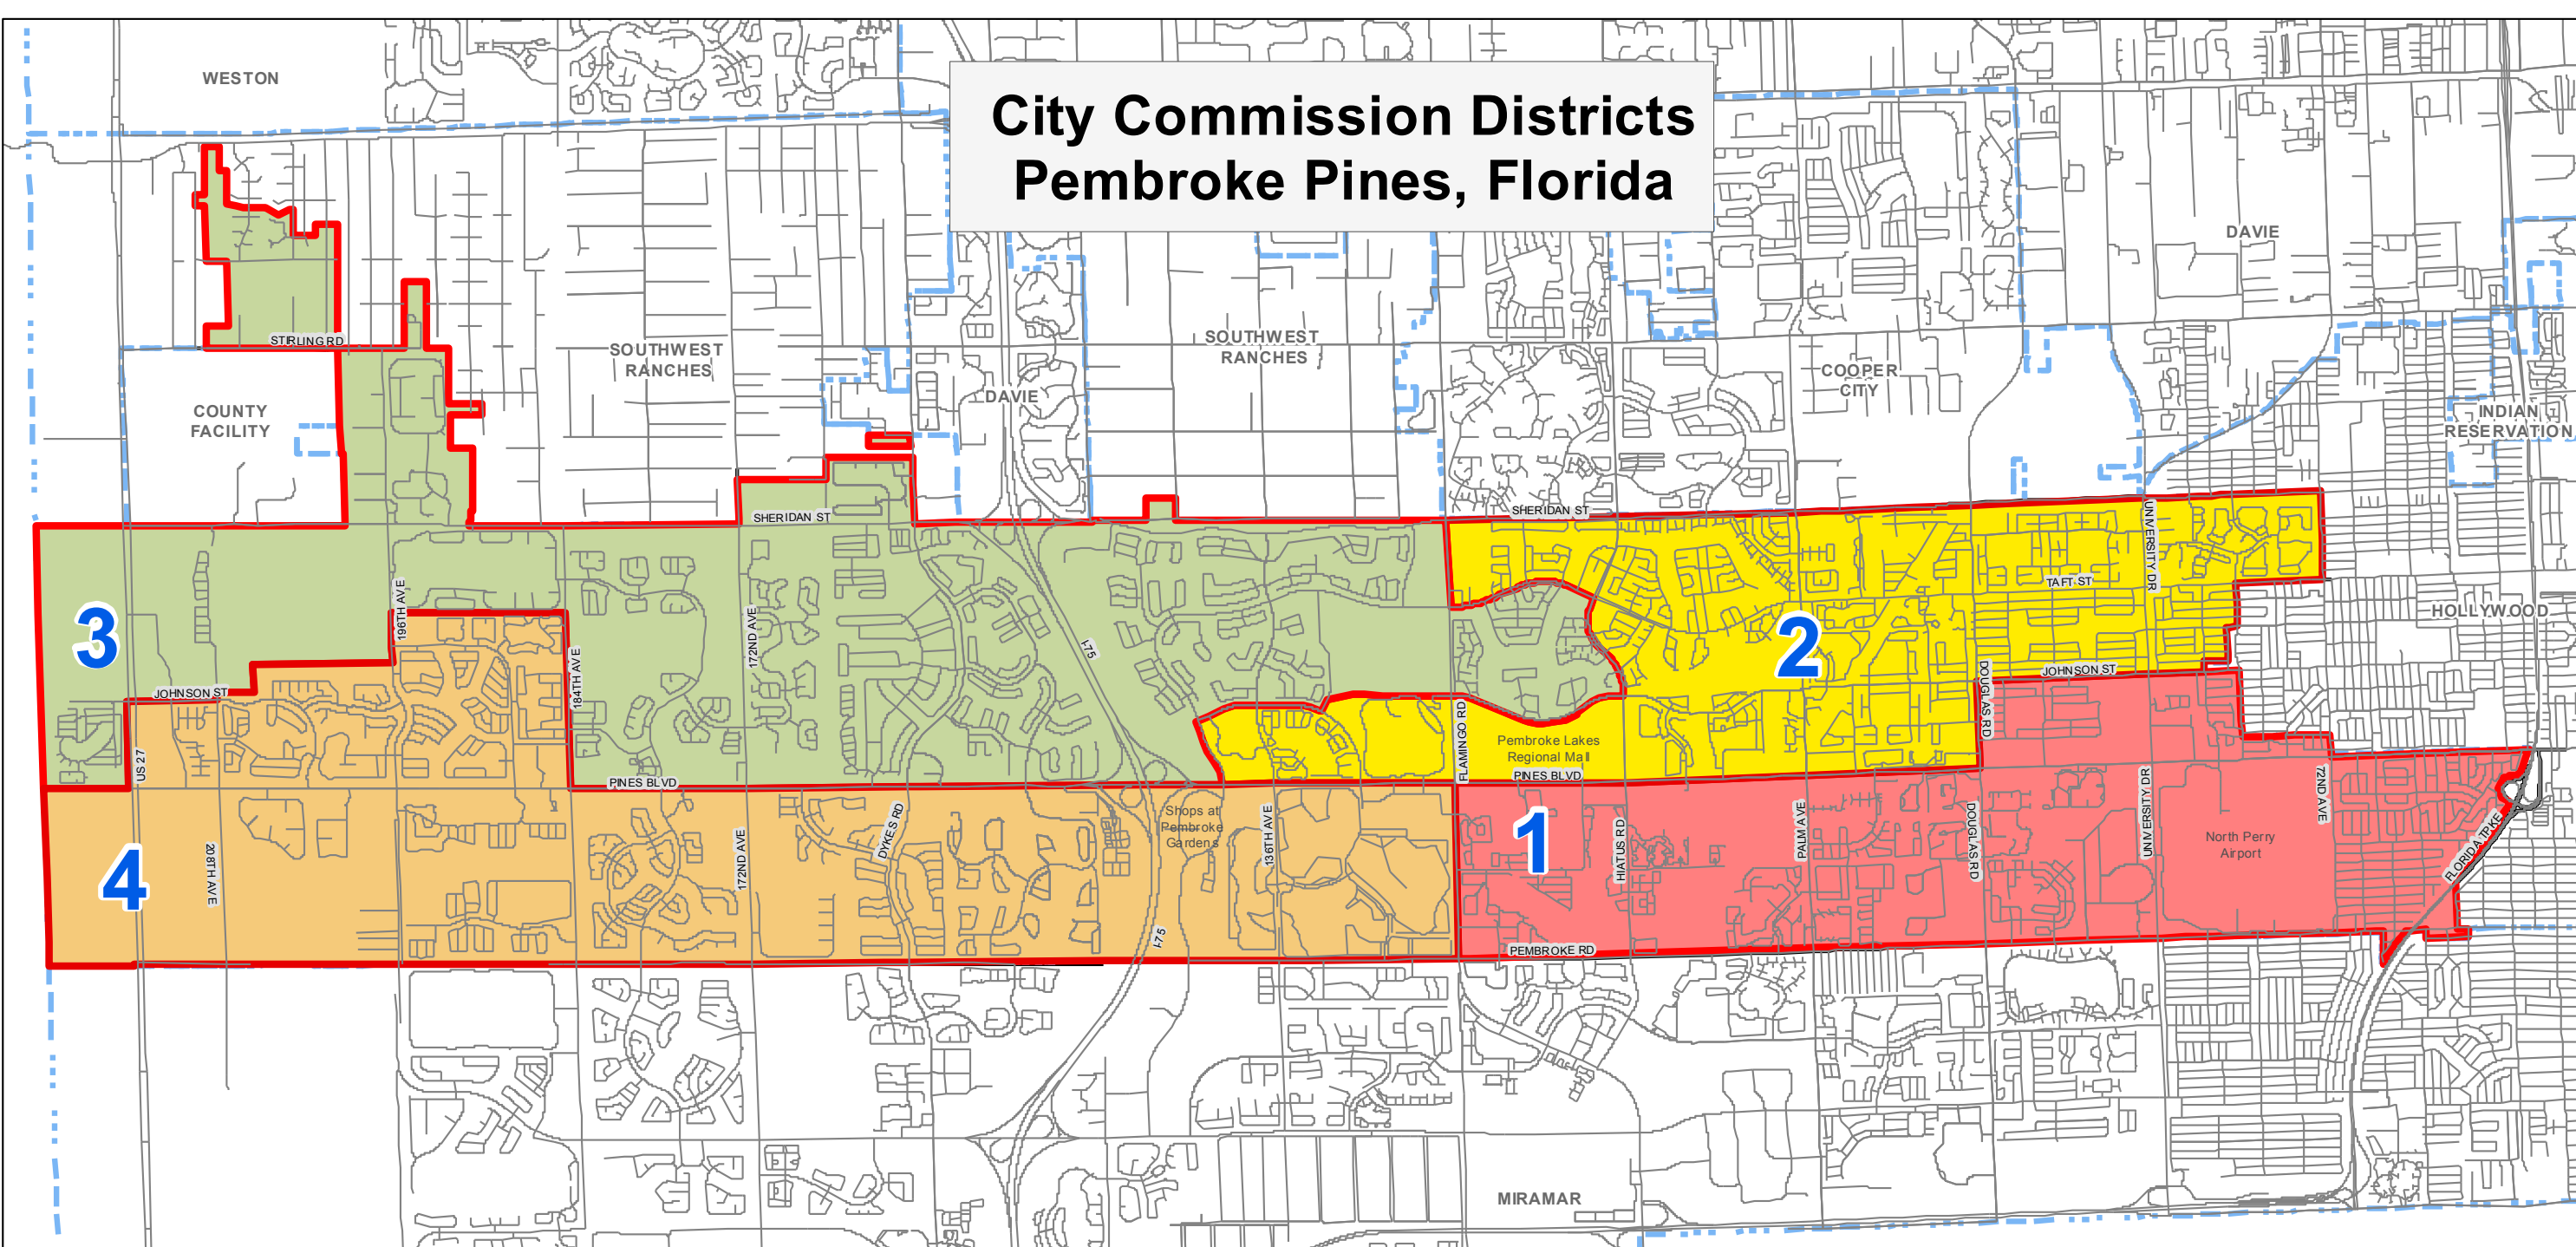 City Commission Districts
Pembroke Pines, Florida
WESTON
DAVIE
STIRLING RD
SOUTHWEST
RANCHES
SOUTHWEST
RANCHES
COUNTY
FACILITY
DAVIE
COOPER
CITY
INDIAN
RESERVATION
SHERIDAN ST
SHERIDAN ST
UNIVERSITY DR
TAFT ST
HOLLYWOOD
196TH AVE
172ND AVE
I-75
3
2
184TH AVE
JOHNSON ST
JOHNSON ST
DOUGLAS RD
FLAMINGO RD
US 27
Pembroke Lakes
Regional Mall
PINES BLVD
PINES BLVD
72ND AVE
UNIVERSITY DR
Shops at
Pembroke
Gardens
136TH AVE
DYKES RD
1
HIATUS RD
PALM AVE
DOUGLAS RD
North Perry
Airport
FLORIDA TPKE
4
208TH AVE
172ND AVE
I-75
PEMBROKE RD
MIRAMAR